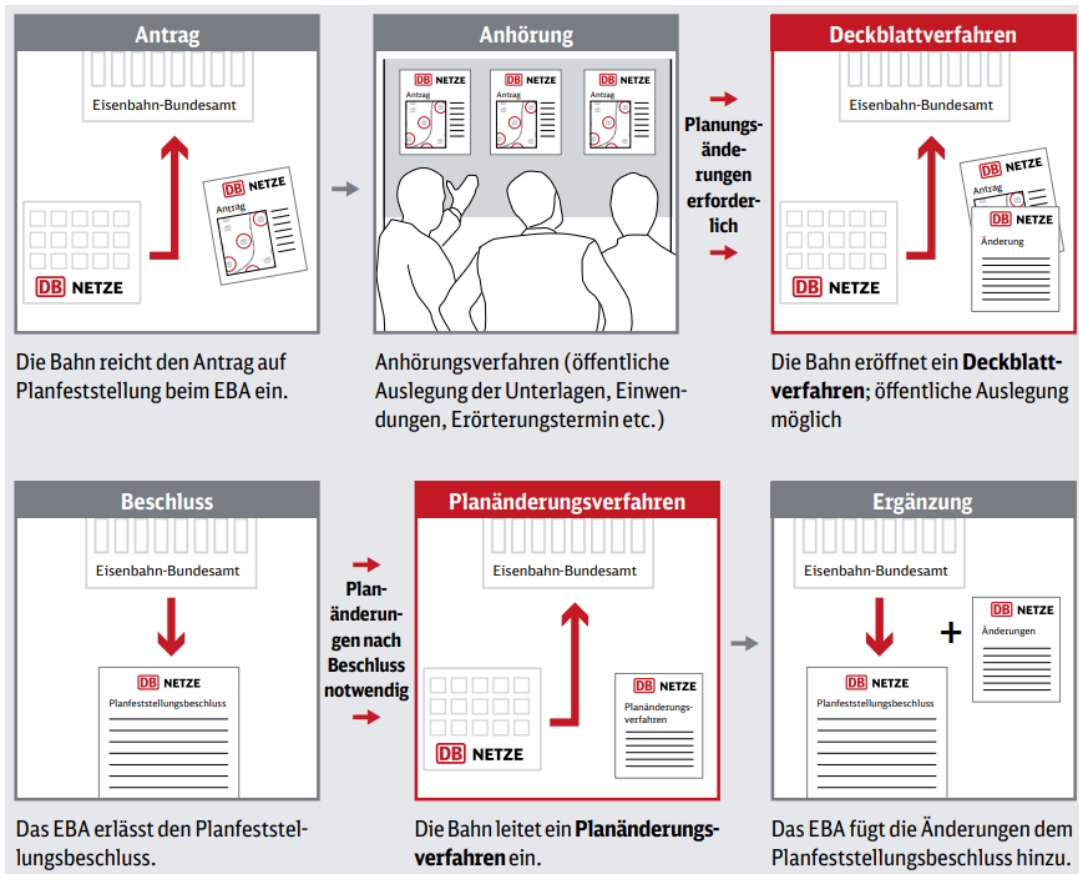 Antrag
Eisenbahn-Bundesamt
DB NETZE
Antrag
DB NETZE
Die Bahn reicht den Antrag auf
Planfeststellung beim EBA ein.
Anhörung
DB NETZE
Antrag
DB NETZE
Antrag
DB NETZE
Antrag
Anhörungsverfahren (öffentliche
Auslegung der Unterlagen, Einwen-
dungen, Erörterungstermin etc.)
Planungs-
ände-
rungen
erforder-
lich
Deckblattverfahren
Eisenbahn-Bundesamt
DB NETZE
Antrag
DB NETZE
Änderung
DB NETZE
Die Bahn eröffnet ein Deckblatt-
verfahren; öffentliche Auslegung
möglich
Beschluss
Eisenbahn-Bundesamt
DB NETZE
Planfeststellungsbeschluss
Das EBA erlässt den Planfeststel-
lungsbeschluss.
Plan-
änderun-
gen nach
Beschluss
notwendig
Planänderungsverfahren
Eisenbahn-Bundesamt
DB NETZE
Planänderungs-
verfahren
DB NETZE
Die Bahn leitet ein Planänderungs-
verfahren ein.
Ergänzung
Eisenbahn-Bundesamt
+
DB NETZE
Änderungen
DB NETZE
Planfeststellungsbeschluss
Das EBA fügt die Änderungen dem
Planfeststellungsbeschluss hinzu.